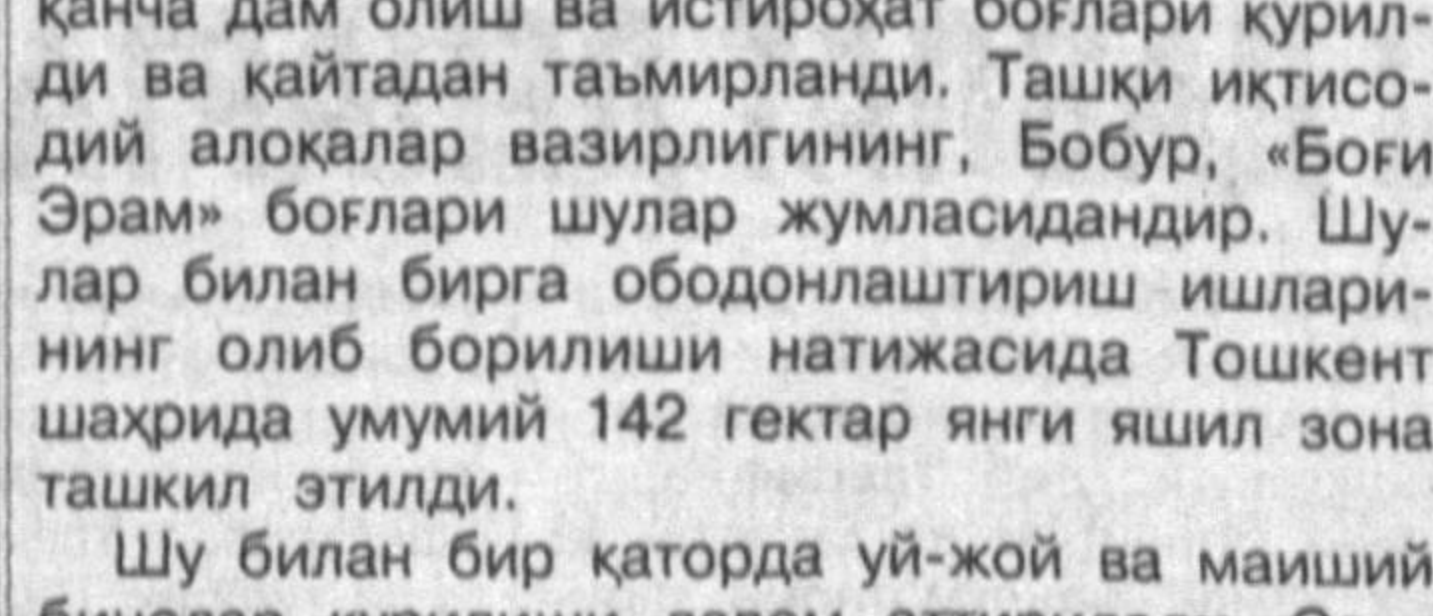 қанча дам олиш ва истироҳат боғлари қурил-
ди ва қайтадан таъмирланди. Ташқи иқтисо-
дий алоқалар вазирлигининг, Бобур, «Боғи
Эрам» боғлари шулар жумласидандир. Шу-
лар билан бирга ободонлаштириш ишлари-
нинг олиб борилиши натижасида Тошкент
шаҳрида умумий 142 гектар янги яшил зона
ташкил этилди.
Шу билан бир қаторда уй-жой ва маиший